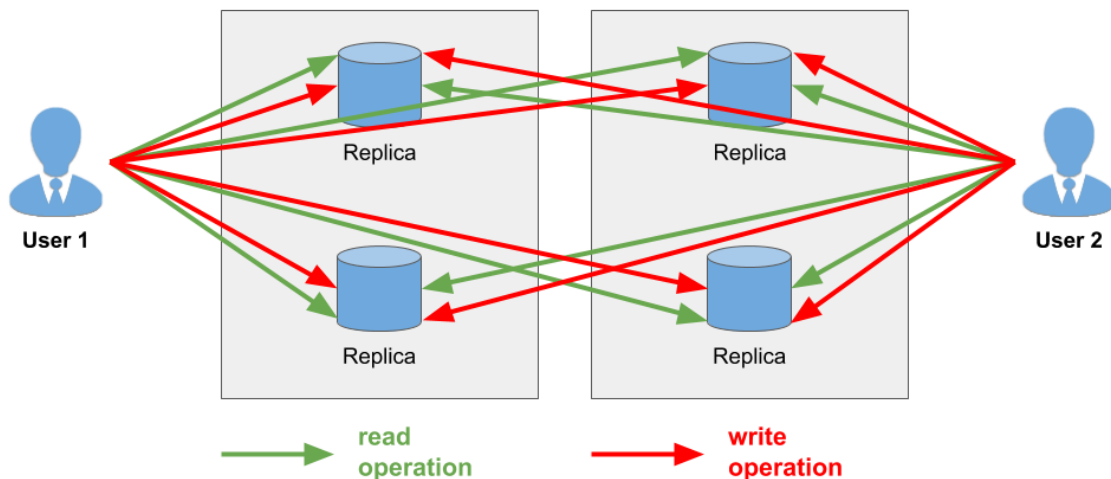 Replica
Replica
User 1
User 2
Replica
Replica
read
operation
write
operation